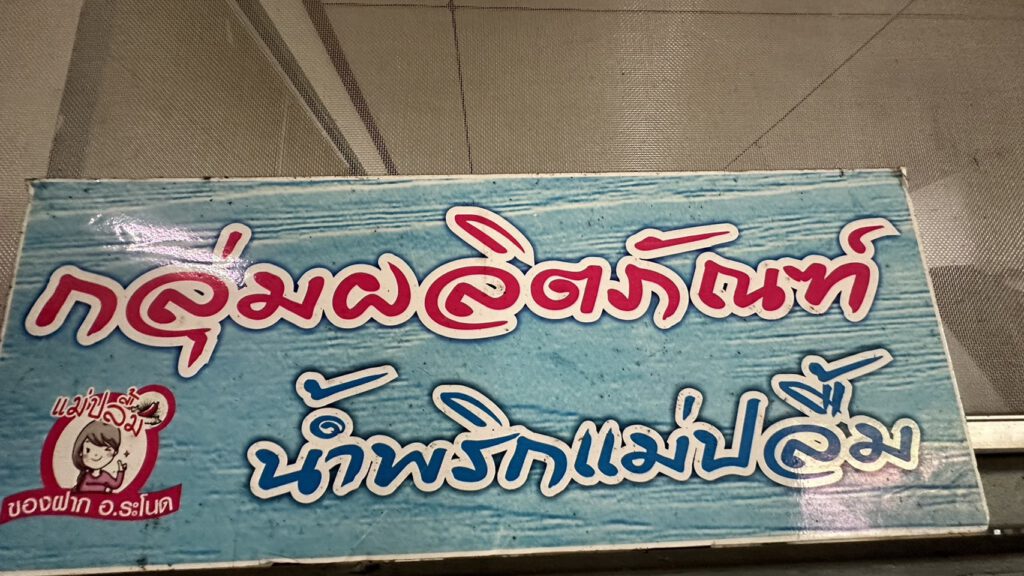 กลุ่มผลิตภัณฑ์
น้ำพริกแม่ปลื้ม
แม่ปลื้ม
ของฝาก อ.ระโนด